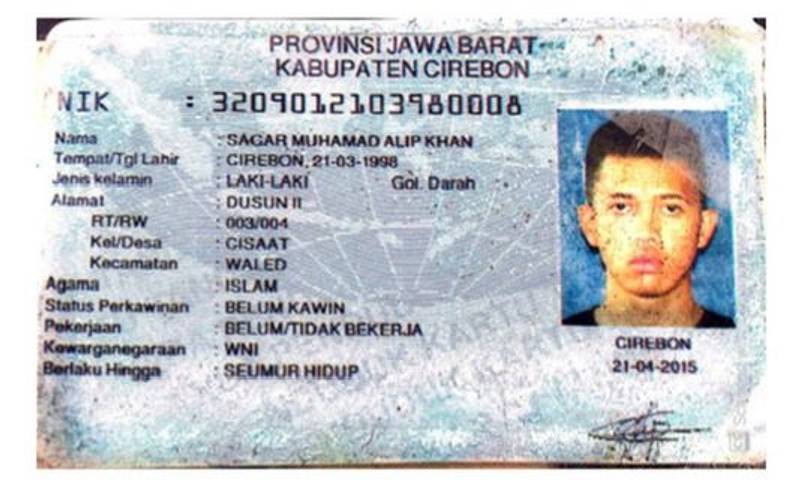 PROVINSI JAWA BARAT
KABUPATEN CIREBON
NIK : 3209012103980008
Nama : SAGAR MUHAMAD ALIP KHAN
Tempat/Tgl Lahir : CIREBON, 21-03-1998
Jenis kelamin : LAKI-LAKI Gol. Darah :
Alamat : DUSUN II
RT/RW : 003/004
Kel/Desa : CISAAT
Kecamatan : WALED
Agama : ISLAM
Status Perkawinan : BELUM KAWIN
Pekerjaan : BELUM/TIDAK BEKERJA
Kewarganegaraan : WNI
Berlaku Hingga : SEUMUR HIDUP
CIREBON
21-04-2015